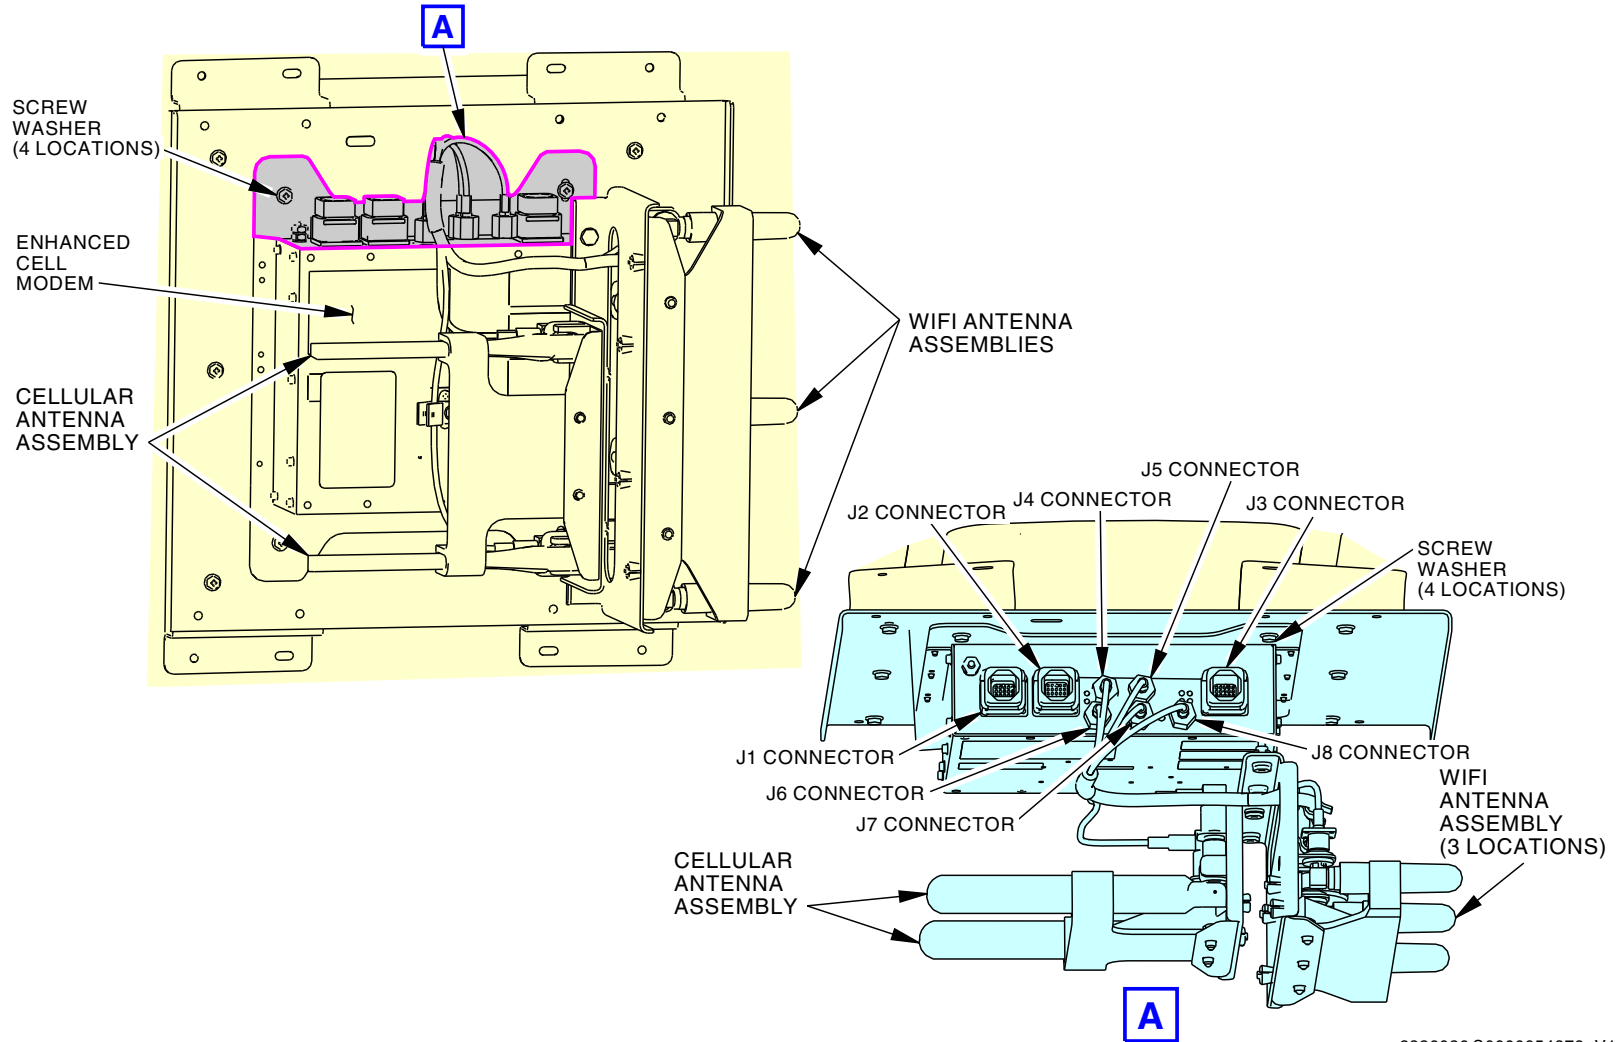 A
SCREW
WASHER
(4 LOCATIONS)
ENHANCED
CELL
MODEM
CELLULAR
ANTENNA
ASSEMBLY
WIFI ANTENNA
ASSEMBLIES
J5 CONNECTOR
J4 CONNECTOR
J2 CONNECTOR
J3 CONNECTOR
SCREW
WASHER
(4 LOCATIONS)
J1 CONNECTOR
J8 CONNECTOR
J6 CONNECTOR
J7 CONNECTOR
WIFI
ANTENNA
ASSEMBLY
(3 LOCATIONS)
CELLULAR
ANTENNA
ASSEMBLY
A